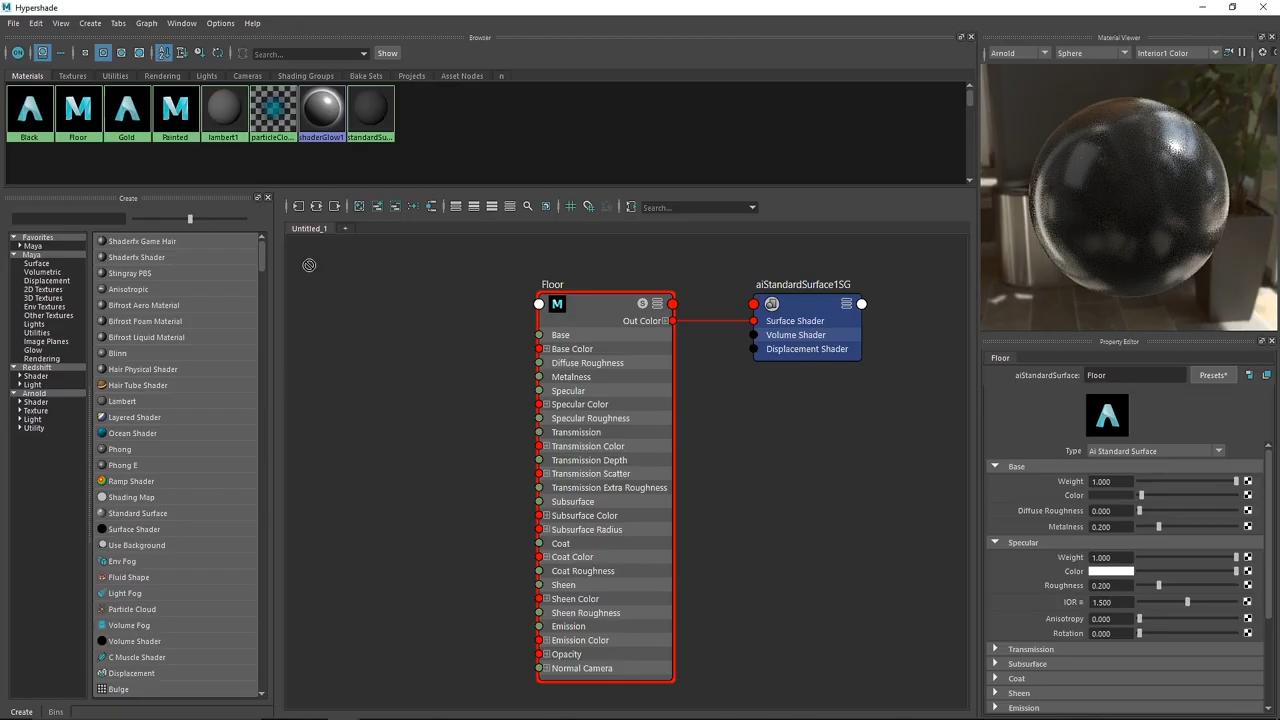 Hypershade
File Edit View Create Tabs Graph Window Options Help
Browser
ON Search... Show
Materials Textures Utilities Rendering Lights Cameras Shading Groups Bake Sets Projects Asset Nodes n
Black Floor Gold Painted lambert1 particleClo... shaderGlow1 standardSu...
Create
Favorites
Maya
Maya
Surface
Volumetric
Displacement
2D Textures
3D Textures
Env Textures
Other Textures
Lights
Utilities
Image Planes
Glow
Rendering
Redshift
Shader
Light
Arnold
Shader
Texture
Light
Utility
Shaderfx Game Hair
Shaderfx Shader
Stingray PBS
Anisotropic
Bifrost Aero Material
Bifrost Foam Material
Bifrost Liquid Material
Blinn
Hair Physical Shader
Hair Tube Shader
Lambert
Layered Shader
Ocean Shader
Phong
Phong E
Ramp Shader
Shading Map
Standard Surface
Surface Shader
Use Background
Env Fog
Fluid Shape
Light Fog
Particle Cloud
Volume Fog
Volume Shader
C Muscle Shader
Displacement
Bulge
Create Bins
Search...
Untitled_1 +
Floor
M S
Out Color
Base
Base Color
Diffuse Roughness
Metalness
Specular
Specular Color
Specular Roughness
Transmission
Transmission Color
Transmission Depth
Transmission Scatter
Transmission Extra Roughness
Subsurface
Subsurface Color
Subsurface Radius
Coat
Coat Color
Coat Roughness
Sheen
Sheen Color
Sheen Roughness
Emission
Emission Color
Opacity
Normal Camera
aiStandardSurface1SG
Surface Shader
Volume Shader
Displacement Shader
Material Viewer
Arnold Sphere Interior1 Color
Property Editor
Floor
aiStandardSurface: Floor Presets*
Type Ai Standard Surface
Base
Weight 1.000
Color
Diffuse Roughness 0.000
Metalness 0.200
Specular
Weight 1.000
Color
Roughness 0.200
IOR = 1.500
Anisotropy 0.000
Rotation 0.000
Transmission
Subsurface
Coat
Sheen
Emission